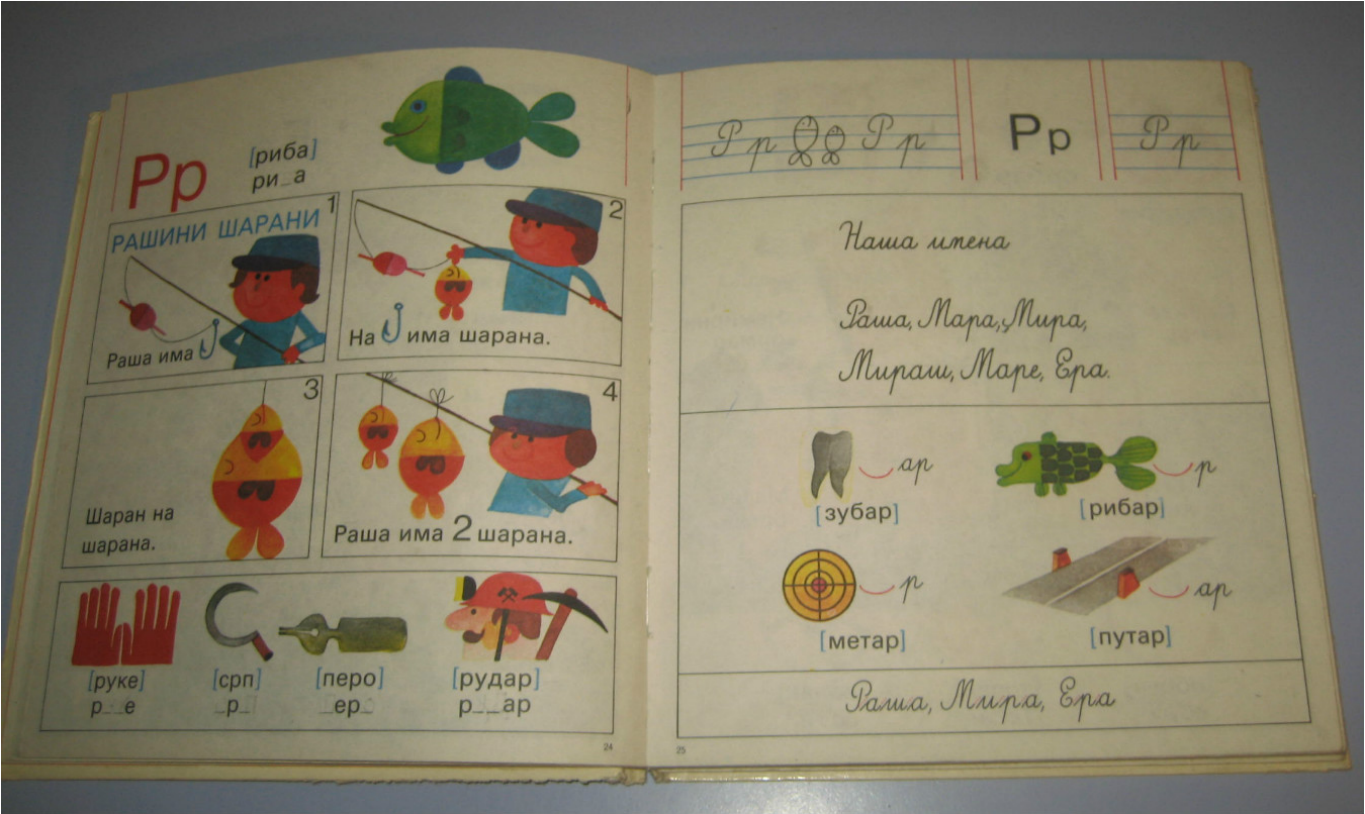 Рр
[риба]
ри_а
1
РАШИНИ ШАРАНИ
Раша има
2
На има шарана.
3
Шаран на
шарана.
4
Раша има 2 шарана.
[руке] [срп] [перо] [рудар]
р__е _р_ _ер_ р__ар
24
Рр Рр
Рр
Рр
Наша имена
Раша, Мара, Мира,
Мираш, Маре, Ера.
ар р
[зубар] [рибар]
р ар
[метар] [путар]
Раша, Мира, Ера
25